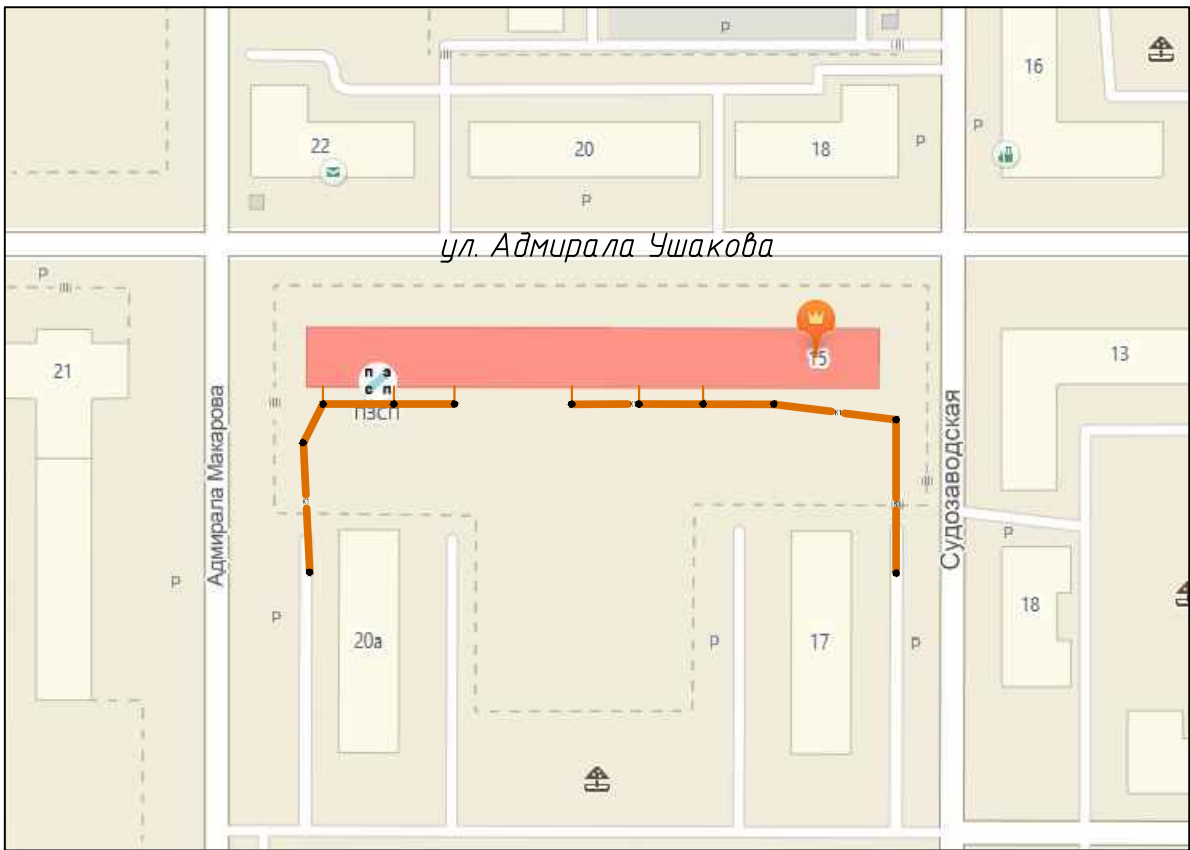 P
16
22
20
18
P
P
P
ул. Адмирала Ушакова
P
15
13
21
п э
с п
ПЗСП
Адмирала Макарова
Судозаводская
P
P
P
20а
P
17
P
18